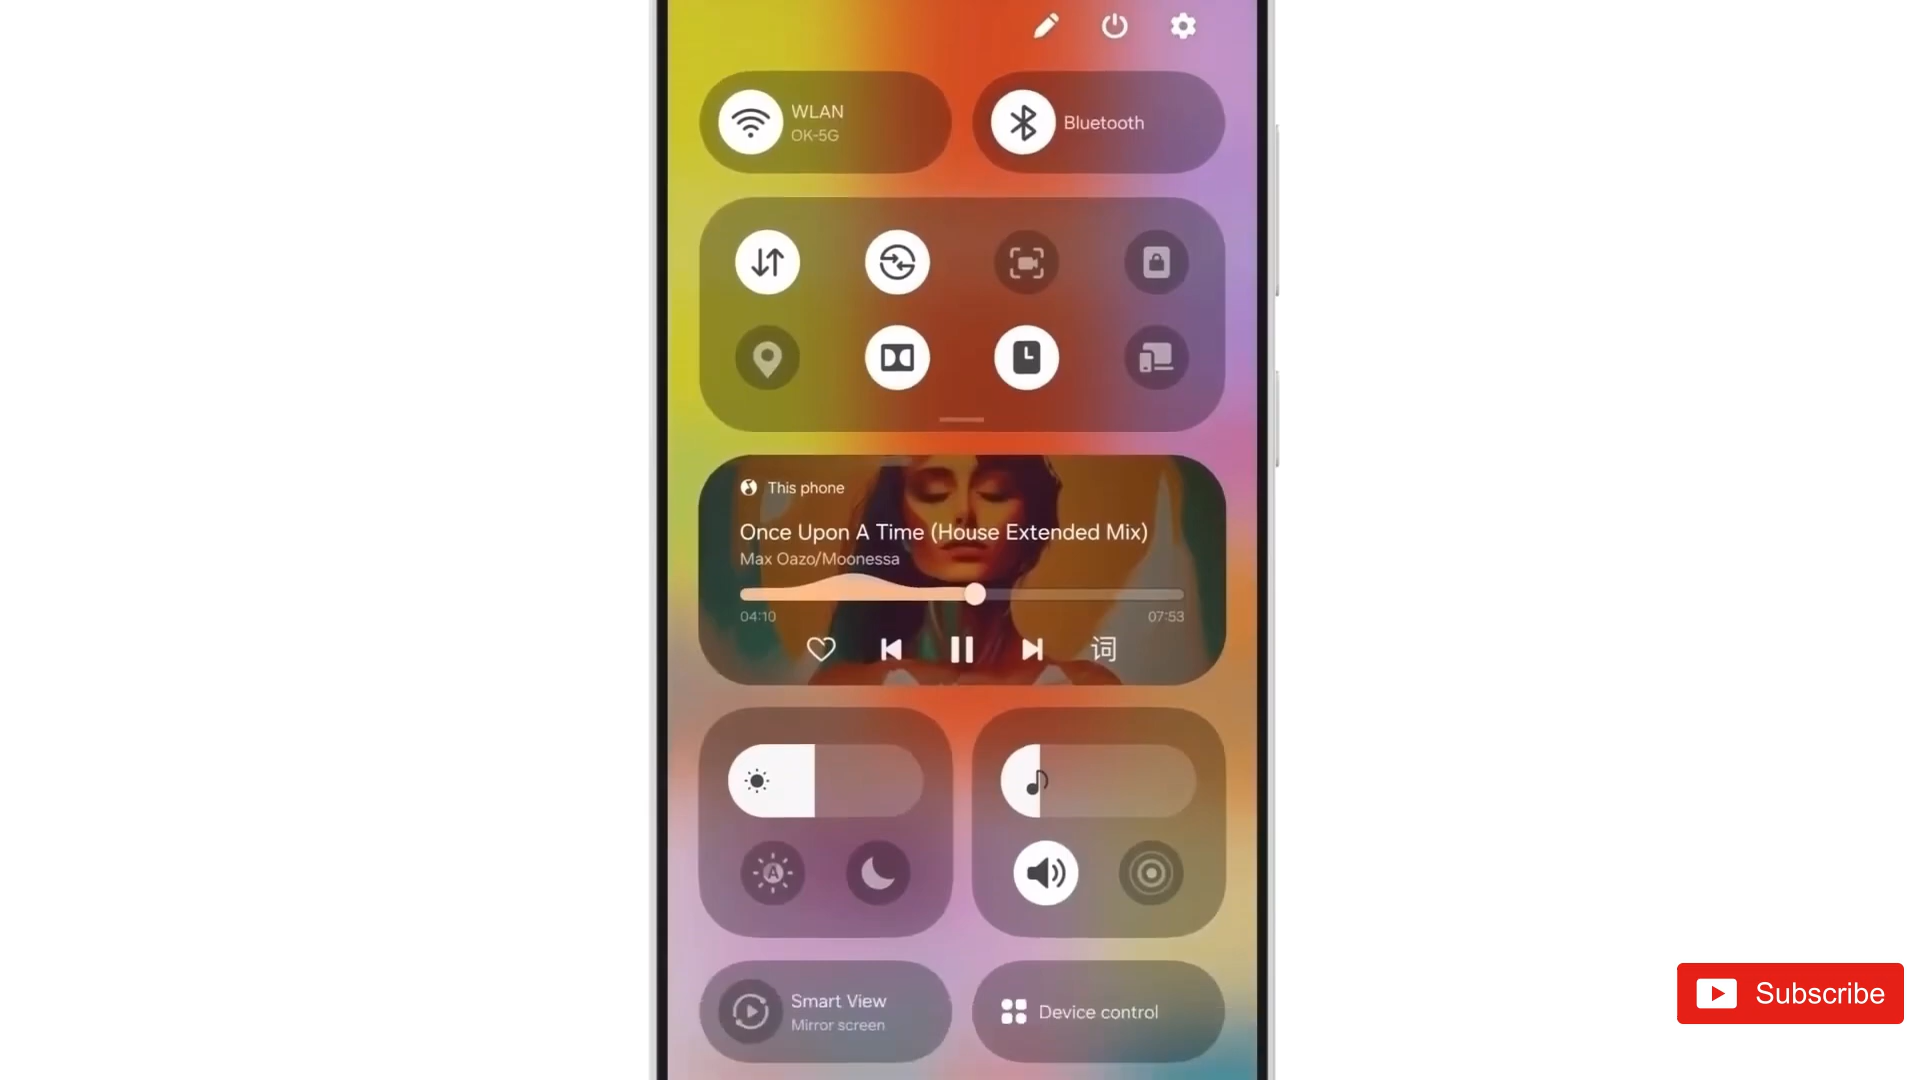 WLAN
OK-5G
Bluetooth
This phone
Once Upon A Time (House Extended Mix)
Max Oazo/Moonessa
04:10
07:53
词
A
Smart View
Mirror screen
Device control
Subscribe